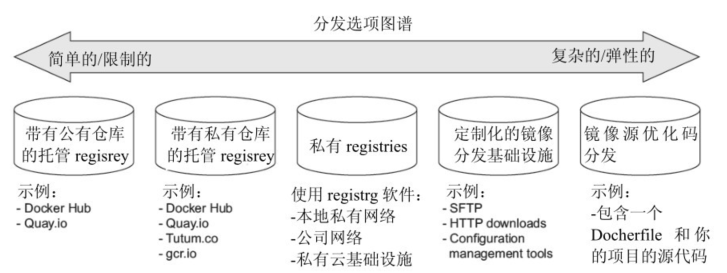 分发选项图谱
简单的/限制的
复杂的/弹性的
带有公有仓库
的托管 regisrey
带有私有仓库
的托管 regisrey
私有 registries
定制化的镜像
分发基础设施
镜像源优化码
分发
示例：
- Docker Hub
- Quay.io
示例：
- Docker Hub
- Quay.io
- Tutum.co
- gcr.io
使用 registrg 软件：
-本地私有网络
-公司网络
-私有云基础设施
示例：
- SFTP
- HTTP downloads
- Configuration
management tools
示例：
-包含一个
Docherfile 和你
的项目的源代码